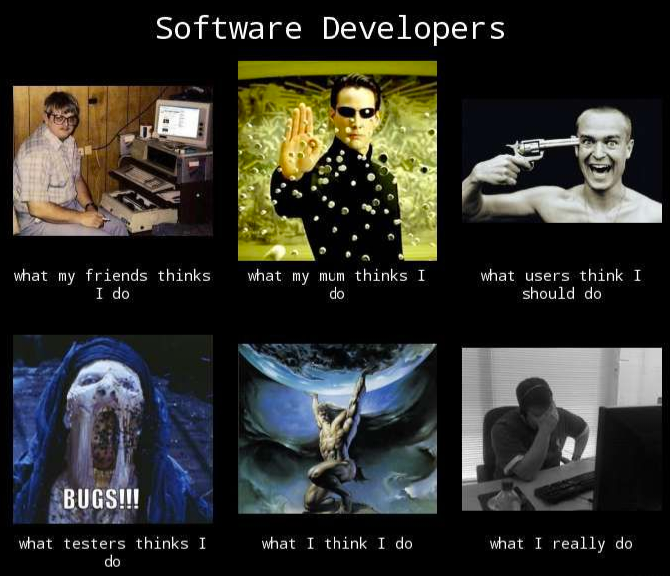 Software Developers
what my friends thinks
I do
what my mum thinks I
do
what users think I
should do
BUGS!!!
what testers thinks I
do
what I think I do
what I really do